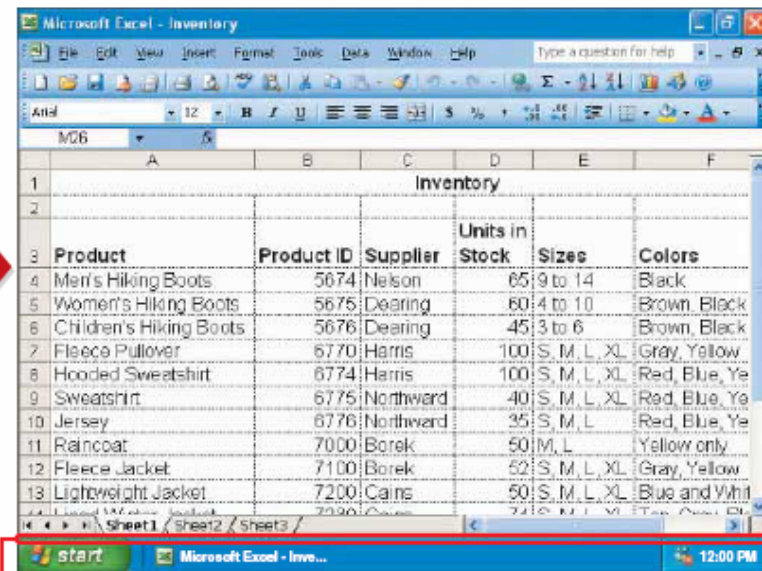 Microsoft Excel - Inventory
File Edit View Insert Format Tools Data Window Help Type a question for help
Arial 12 B I U $ % ,
M26 fx
A B C D E F
1 Inventory
2
3 Product Product ID Supplier Units in Stock Sizes Colors
4 Men's Hiking Boots 5674 Nelson 65 9 to 14 Black
5 Women's Hiking Boots 5675 Dearing 60 4 to 10 Brown, Black
6 Children's Hiking Boots 5676 Dearing 45 3 to 6 Brown, Black
7 Fleece Pullover 6770 Harris 100 S, M, L, XL Gray, Yellow
8 Hooded Sweatshirt 6774 Harris 100 S, M, L, XL Red, Blue, Ye
9 Sweatshirt 6775 Northward 40 S, M, L, XL Red, Blue, Ye
10 Jersey 6776 Northward 35 S, M, L Red, Blue, Ye
11 Raincoat 7000 Borek 50 M, L Yellow only
12 Fleece Jacket 7100 Borek 52 S, M, L, XL Gray, Yellow
13 Lightweight Jacket 7200 Cains 50 S, M, L, XL Blue and Whit
Sheet1 / Sheet2 / Sheet3 /
start Microsoft Excel - Inve... 12:00 PM